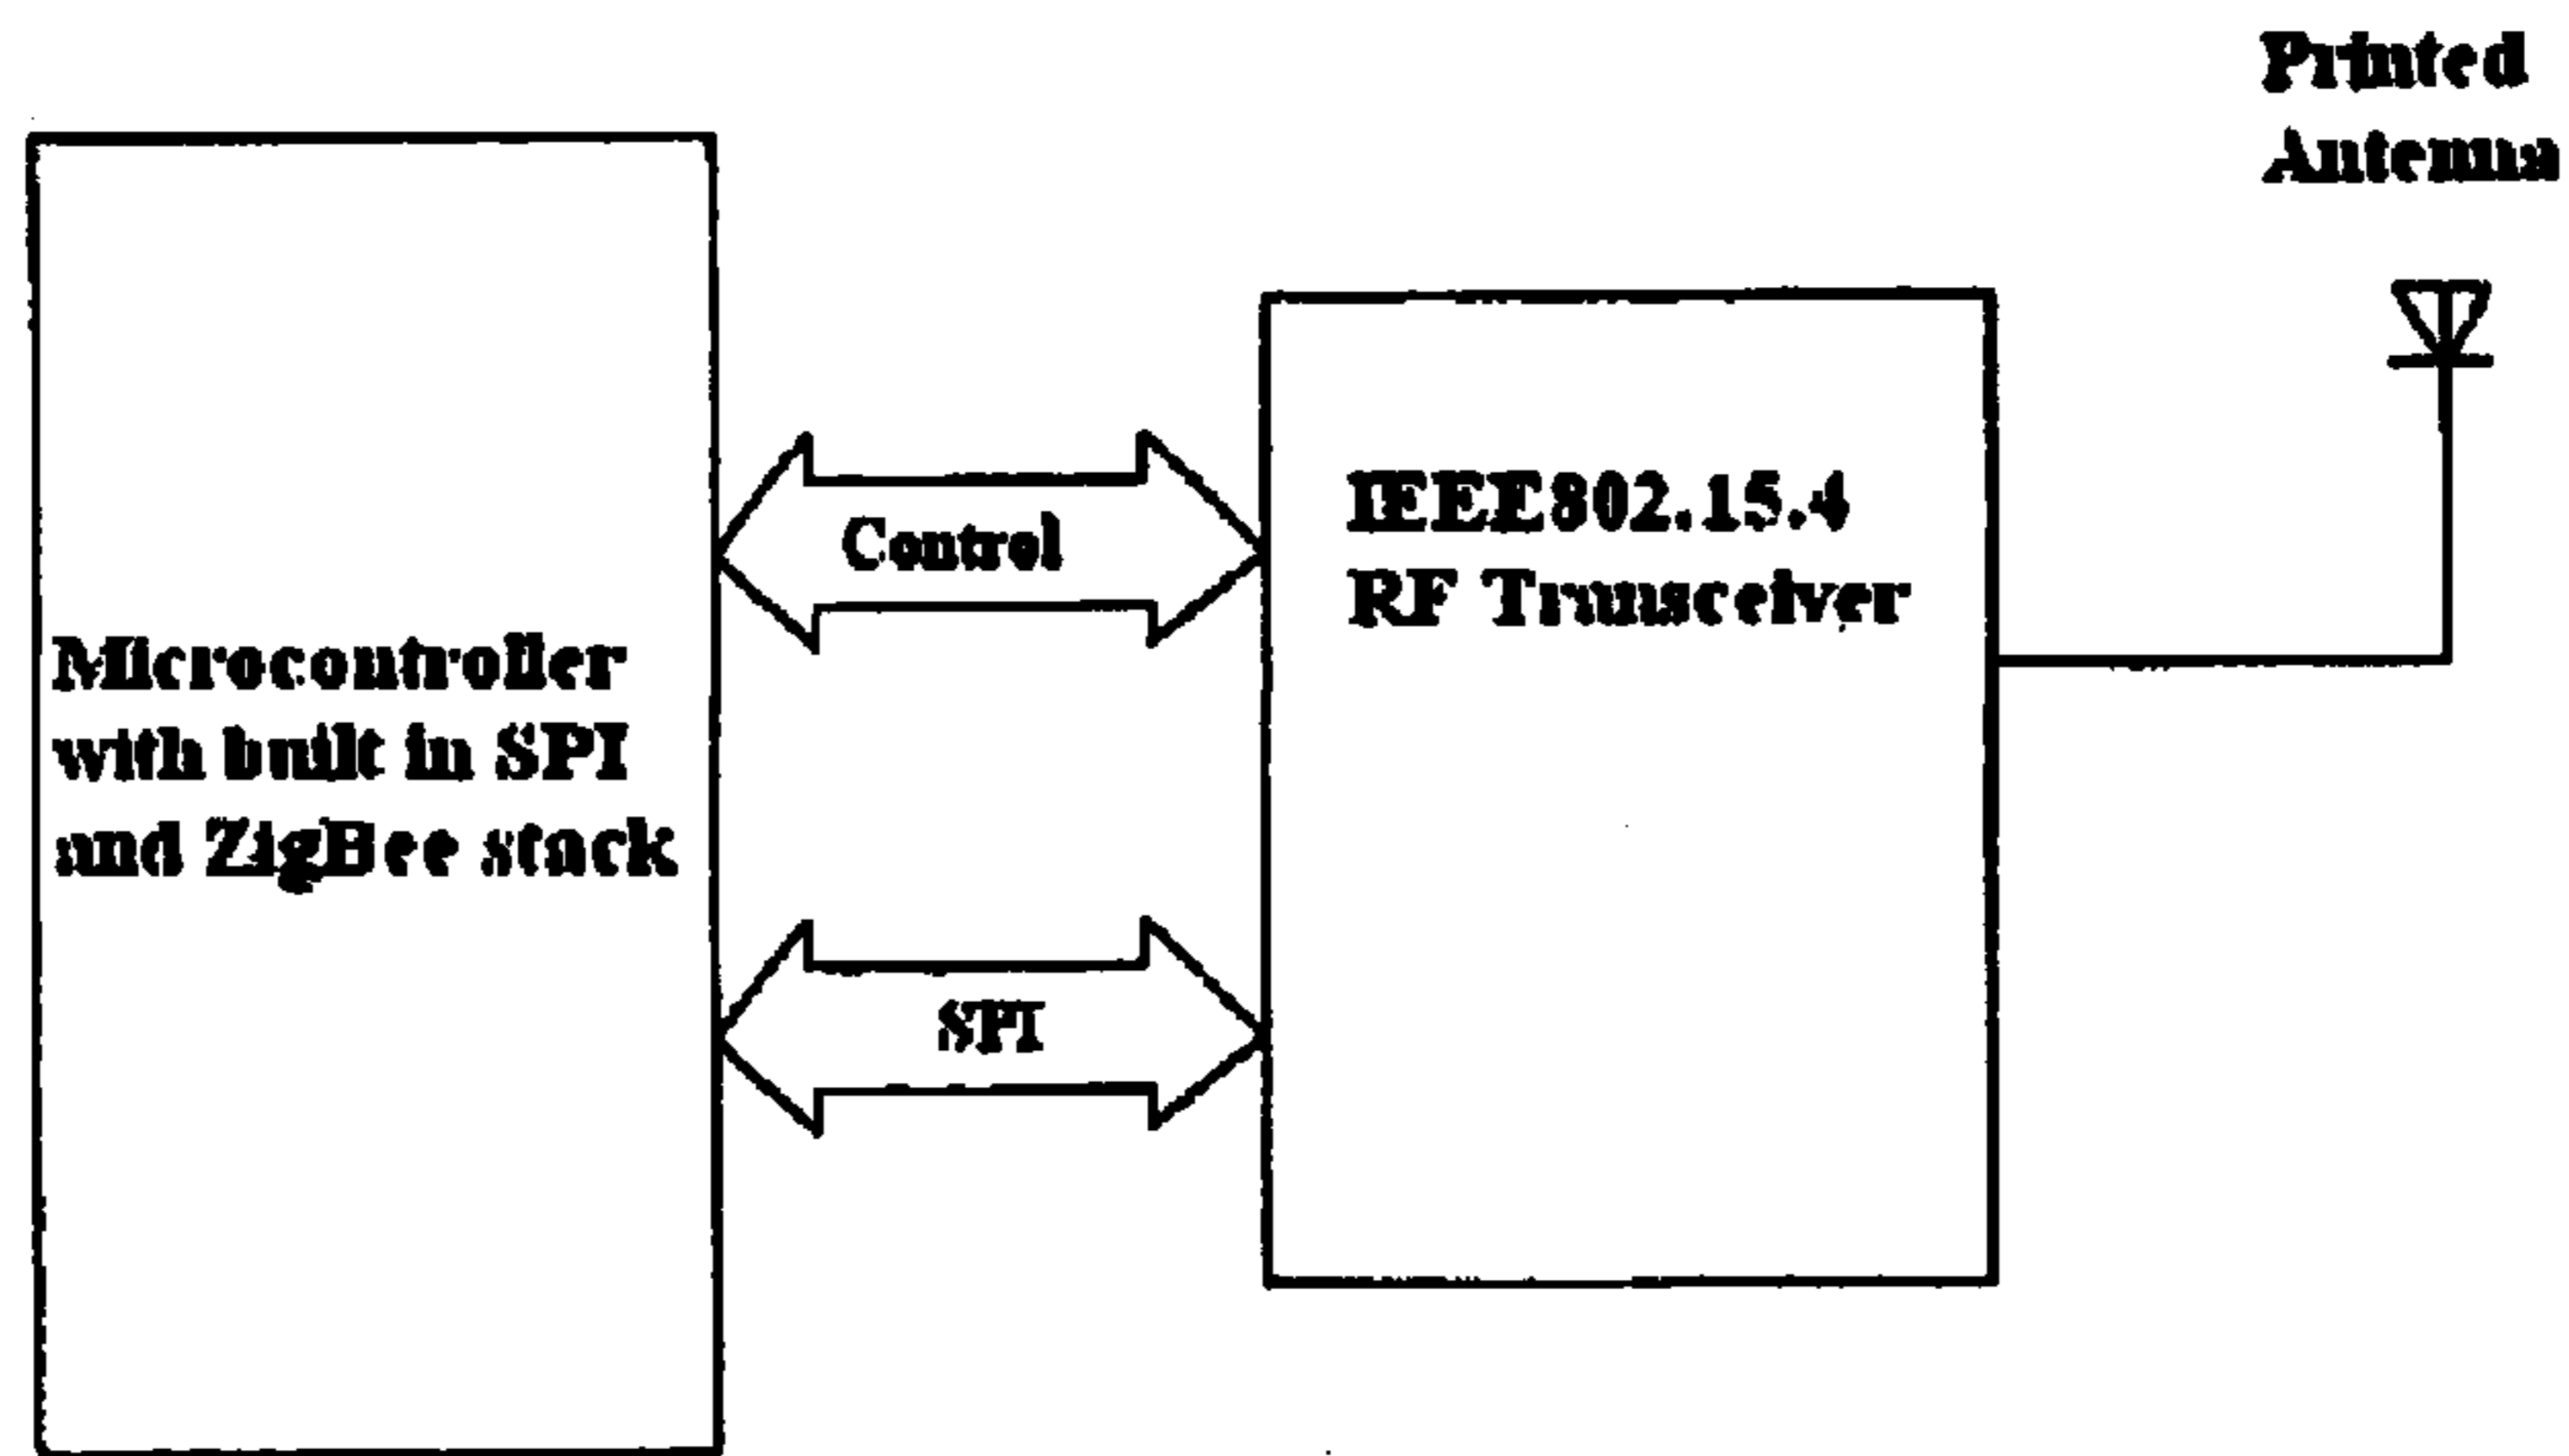 Printed
Antenna
IEEE802.15.4
RF Transceiver
Control
Microcontroller
with built in SPI
and ZigBee stack
SPI